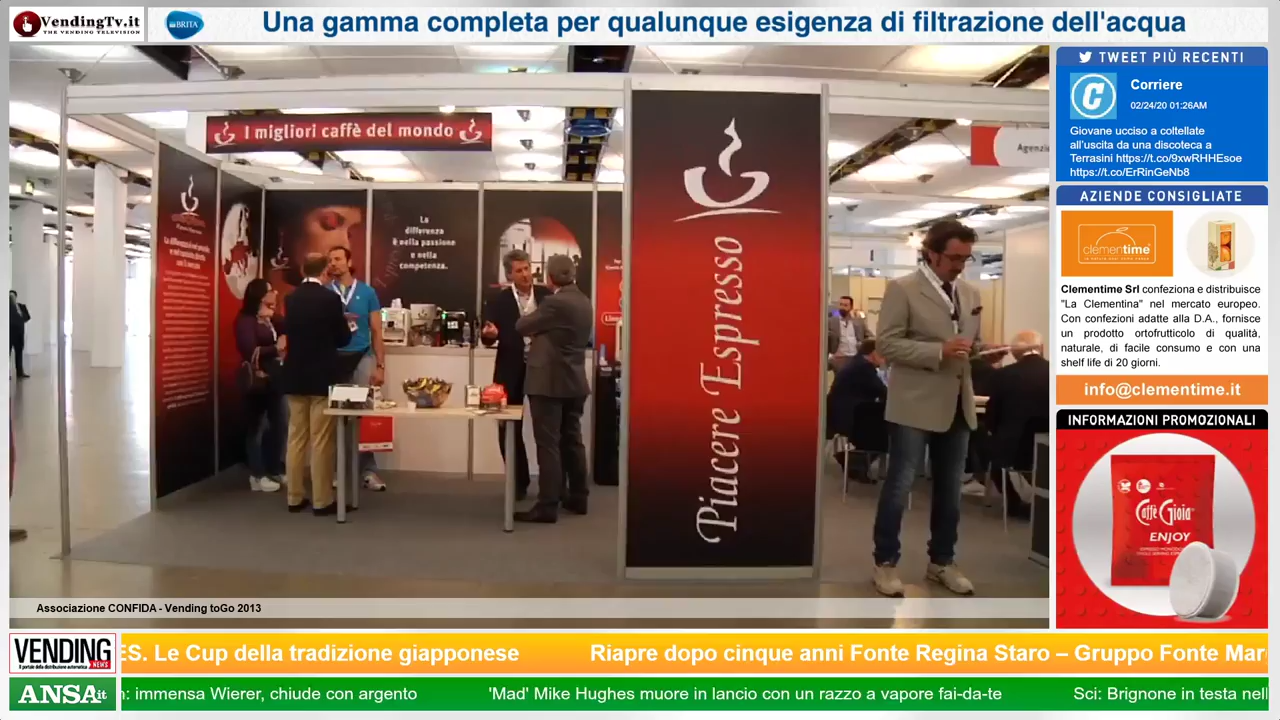 VendingTv.it
THE VENDING TELEVISION
BRITA
Una gamma completa per qualunque esigenza di filtrazione dell'acqua
I migliori caffè del mondo
La
differenza
è nella passione
e nella
competenza.
Piacere Espresso
Agenzi
Associazione CONFIDA - Vending toGo 2013
TWEET PIÙ RECENTI
Corriere
02/24/20 01:26AM
Giovane ucciso a coltellate
all'uscita da una discoteca a
Terrasini https://t.co/9xwRHHEsoe
https://t.co/ErRinGeNb8
AZIENDE CONSIGLIATE
clementime
Clementime Srl confeziona e distribuisce
"La Clementina" nel mercato europeo.
Con confezioni adatte alla D.A., fornisce
un prodotto ortofrutticolo di qualità,
naturale, di facile consumo e con una
shelf life di 20 giorni.
info@clementime.it
INFORMAZIONI PROMOZIONALI
Caffè Gioia
ENJOY
VENDING
NEWS
Il portale della distribuzione automatica
ES. Le Cup della tradizione giapponese Riapre dopo cinque anni Fonte Regina Staro – Gruppo Fonte Mar
ANSA.it
n: immensa Wierer, chiude con argento 'Mad' Mike Hughes muore in lancio con un razzo a vapore fai-da-te Sci: Brignone in testa nell